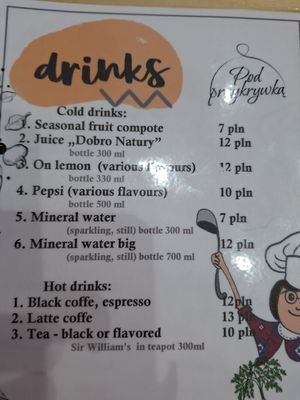 drinks
Pod
przykrywką
Cold drinks:
1. Seasonal fruit compote 7 pln
2. Juice „Dobro Natury” 12 pln
bottle 300 ml
3. On lemon (various flavours) 12 pln
bottle 330 ml
4. Pepsi (various flavours) 10 pln
bottle 500 ml
5. Mineral water 7 pln
(sparkling, still) bottle 300 ml
6. Mineral water big 12 pln
(sparkling, still) bottle 700 ml
Hot drinks:
1. Black coffe, espresso 12pln
2. Latte coffe 13 pln
3. Tea - black or flavored 10 pln
Sir William's in teapot 300ml